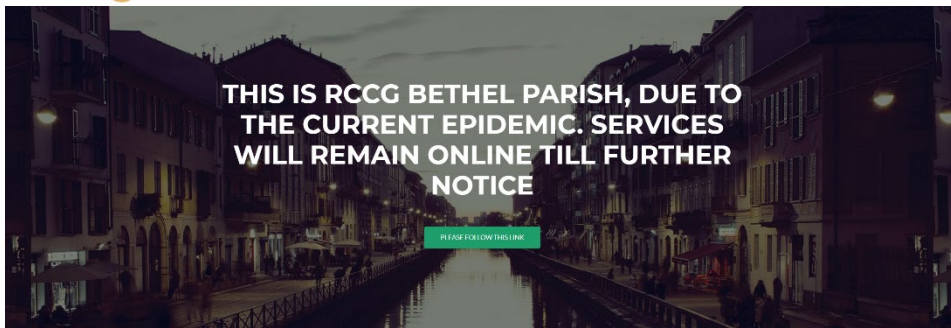 THIS IS RCCG BETHEL PARISH, DUE TO
THE CURRENT EPIDEMIC. SERVICES
WILL REMAIN ONLINE TILL FURTHER
NOTICE
PLEASE FOLLOW THIS LINK